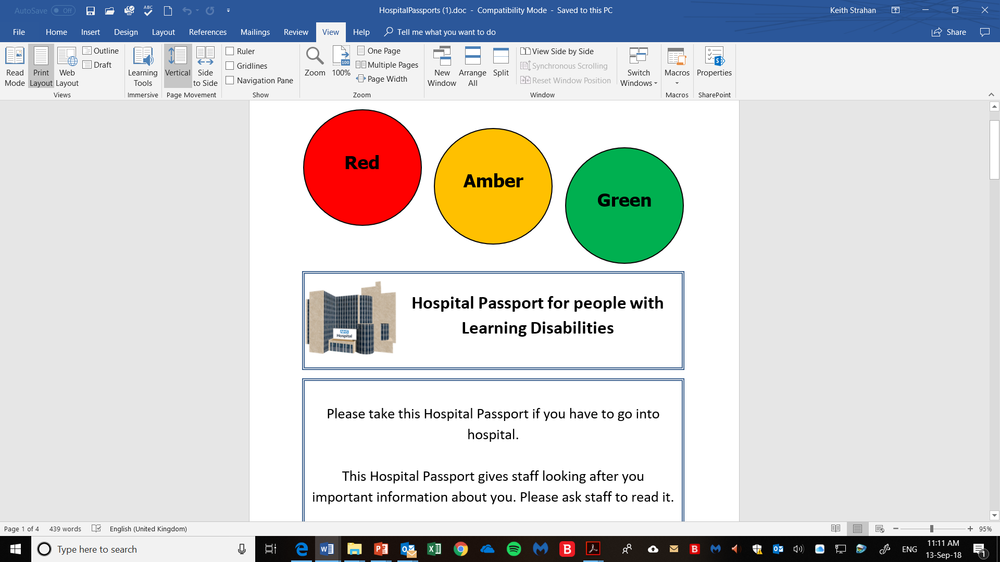 AutoSave Off
HospitalPassports (1).doc - Compatibility Mode - Saved to this PC
Keith Strahan
File Home Insert Design Layout References Mailings Review View Help Tell me what you want to do
Share
Read Mode
Print Layout
Web Layout
Outline
Draft
Views
Learning Tools
Immersive
Vertical
Side to Side
Page Movement
Ruler
Gridlines
Navigation Pane
Show
Zoom
100
100%
One Page
Multiple Pages
Page Width
Zoom
New Window
Arrange All
Split
View Side by Side
Synchronous Scrolling
Reset Window Position
Window
Switch Windows
Macros
Macros
Properties
SharePoint
Red
Amber
Green
NHS
Hospital
Hospital Passport for people with
Learning Disabilities
Please take this Hospital Passport if you have to go into
hospital.
This Hospital Passport gives staff looking after you
important information about you. Please ask staff to read it.
Page 1 of 4 439 words English (United Kingdom)
95%
Type here to search
ENG
11:11 AM
13-Sep-18
1